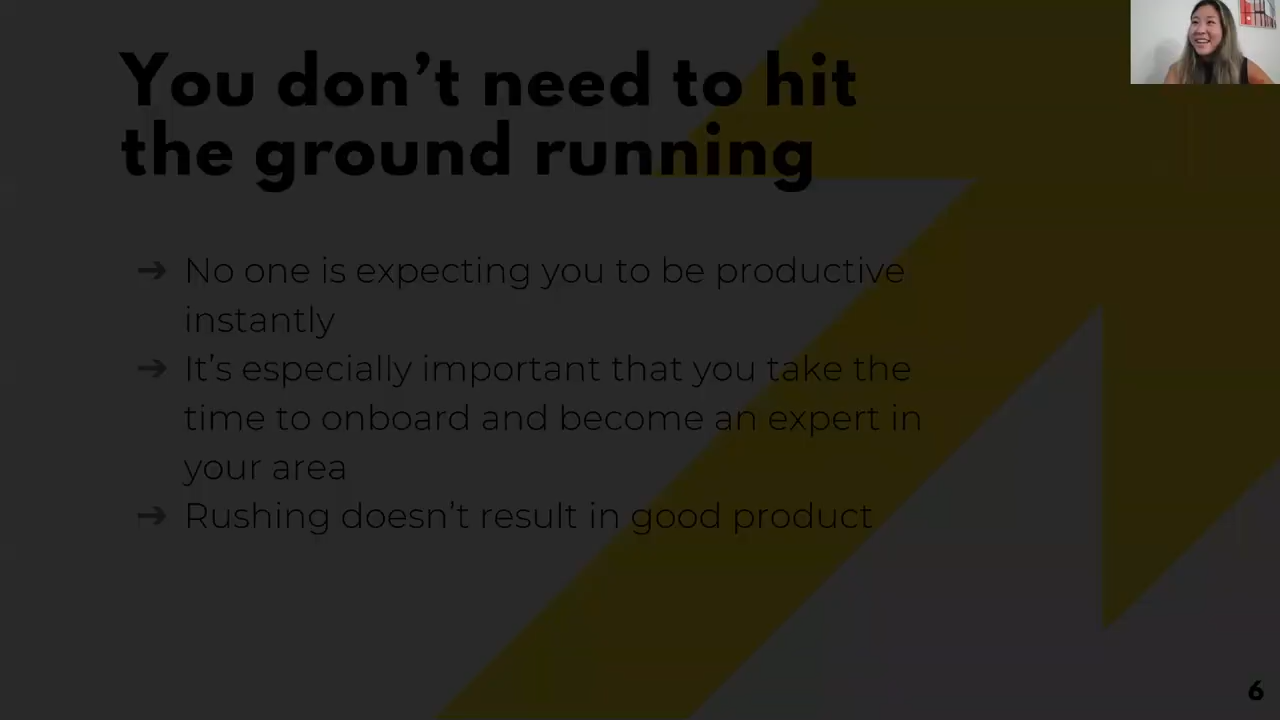 You don’t need to hit
the ground running
➔ No one is expecting you to be productive
instantly
➔ It’s especially important that you take the
time to onboard and become an expert in
your area
➔ Rushing doesn’t result in good product
6